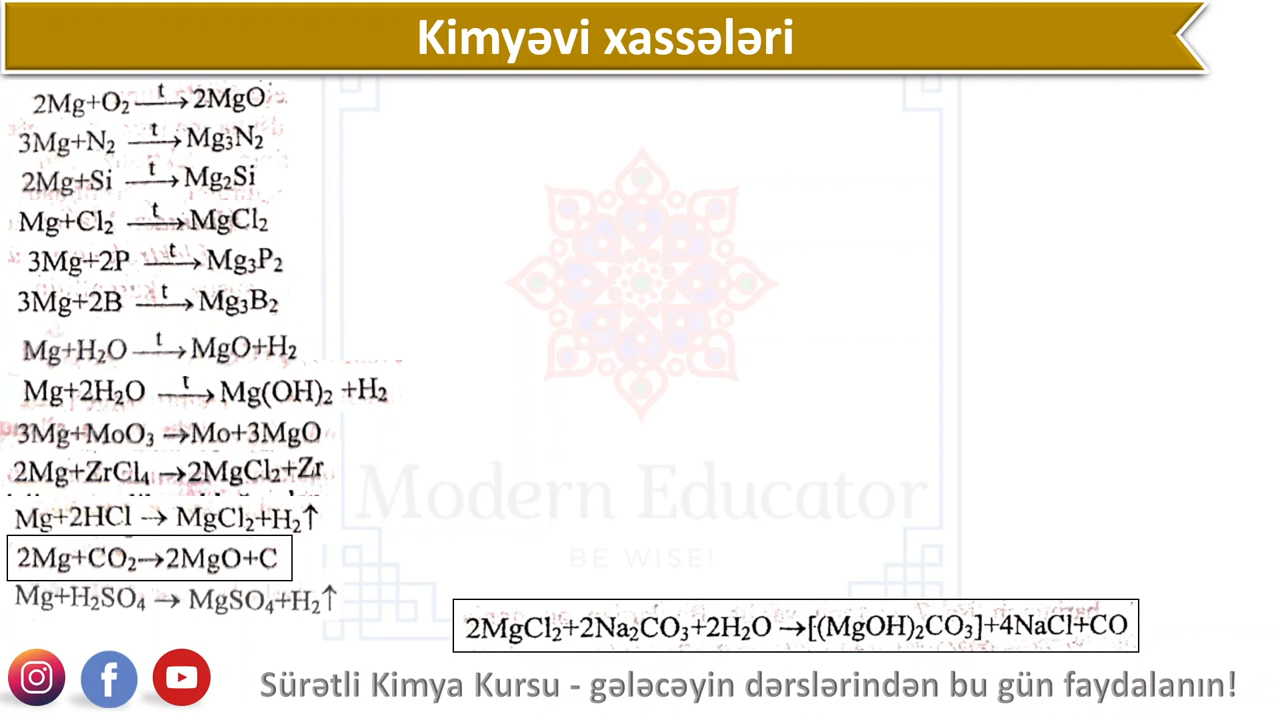 Kimyəvi xassələri
2Mg+O₂ —t→ 2MgO
3Mg+N₂ —t→ Mg₃N₂
2Mg+Si —t→ Mg₂Si
Mg+Cl₂ —t→ MgCl₂
3Mg+2P —t→ Mg₃P₂
3Mg+2B —t→ Mg₃B₂
Mg+H₂O —t→ MgO+H₂
Mg+2H₂O —t→ Mg(OH)₂ +H₂
3Mg+MoO₃ →Mo+3MgO
2Mg+ZrCl₄ →2MgCl₂+Zr
Mg+2HCl → MgCl₂+H₂↑
2Mg+CO₂→2MgO+C
Mg+H₂SO₄ → MgSO₄+H₂↑
2MgCl₂+2Na₂CO₃+2H₂O →[(MgOH)₂CO₃]+4NaCl+CO
Modern Educator
BE WISE!
Sürətli Kimya Kursu - gələcəyin dərslərindən bu gün faydalanın!